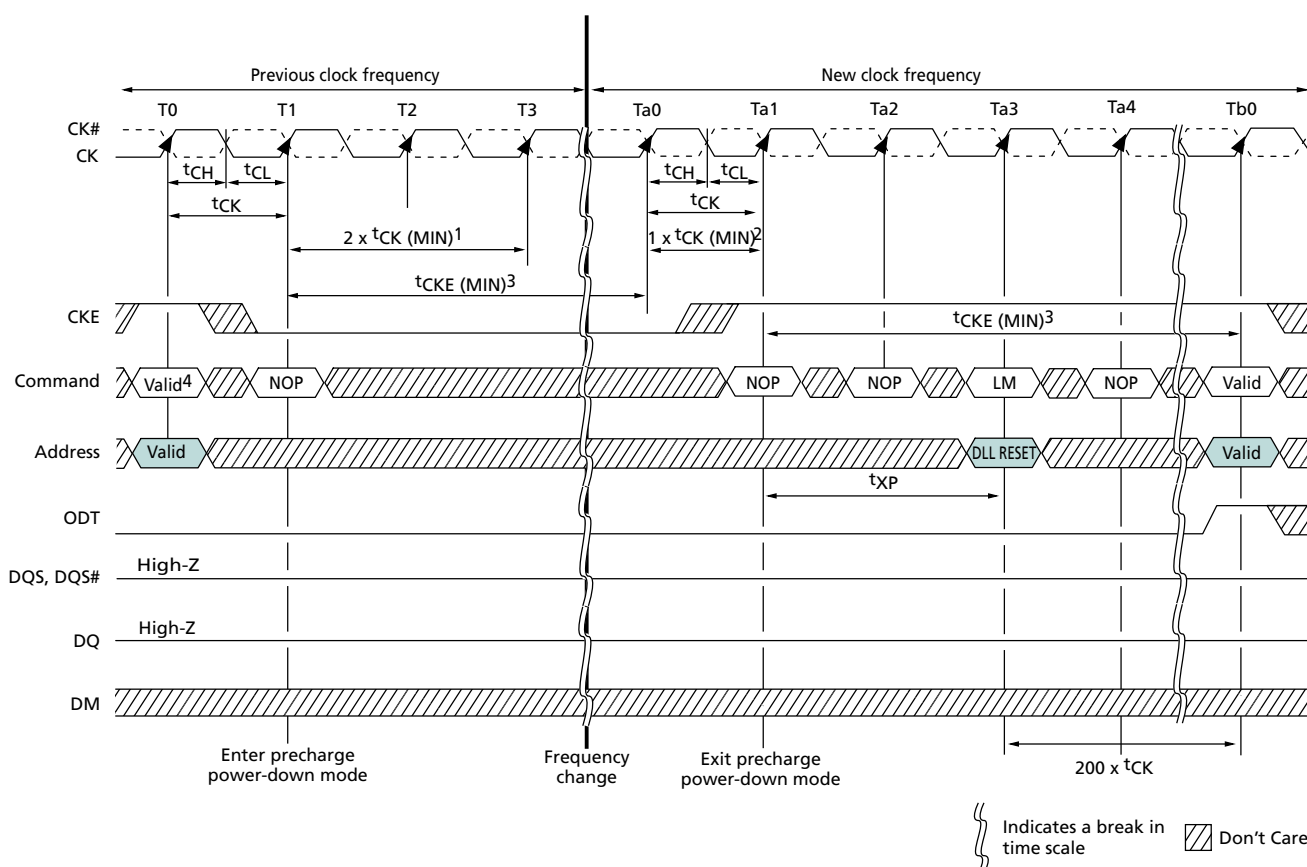 Previous clock frequency
New clock frequency
T0 T1 T2 T3 Ta0 Ta1 Ta2 Ta3 Ta4 Tb0
CK#
CK
tCH tCL tCH tCL
tCK tCK
2 x tCK (MIN)1 1 x tCK (MIN)2
tCKE (MIN)3
CKE
tCKE (MIN)3
Command Valid4 NOP NOP NOP LM NOP Valid
Address Valid DLL RESET Valid
tXP
ODT
High-Z
DQS, DQS#
High-Z
DQ
DM
Enter precharge
power-down mode
Frequency
change
Exit precharge
power-down mode
200 x tCK
Indicates a break in
time scale
Don't Care